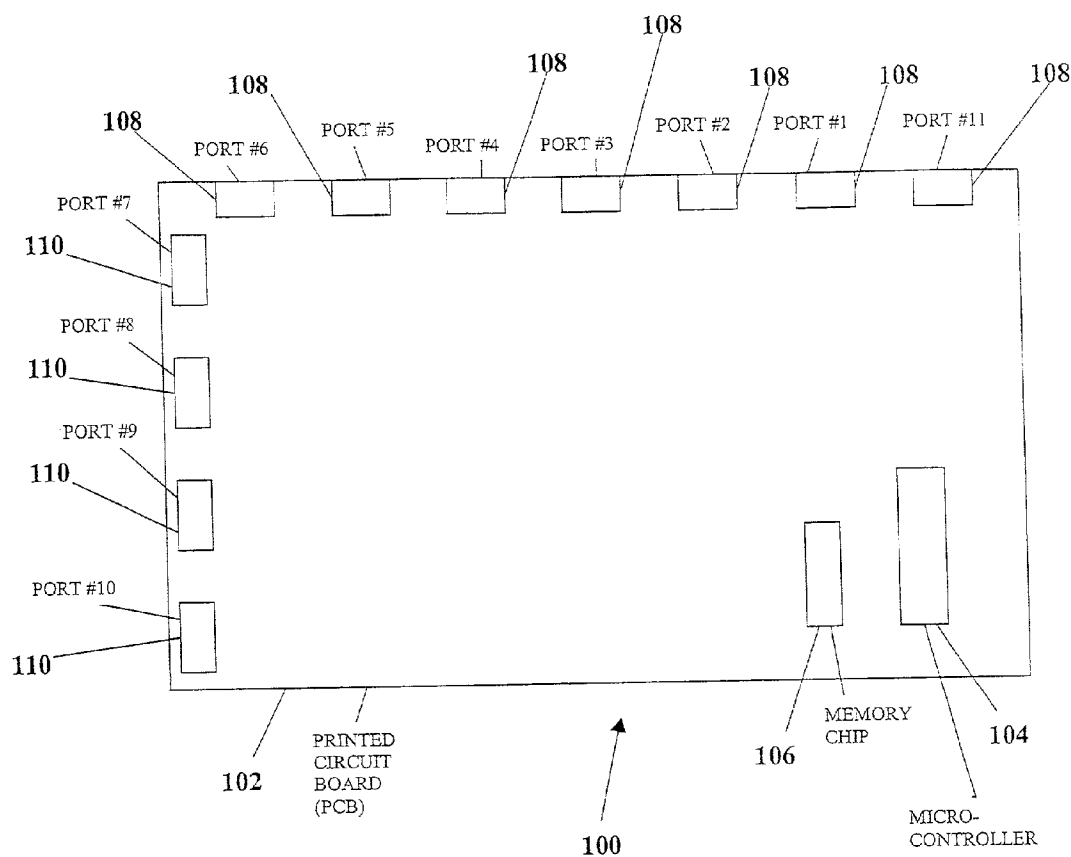 108
108
108
108
108
108
108
PORT #6
PORT #5
PORT #4
PORT #3
PORT #2
PORT #1
PORT #11
PORT #7
110
PORT #8
110
PORT #9
110
PORT #10
110
102
PRINTED
CIRCUIT
BOARD
(PCB)
100
106
MEMORY
CHIP
104
MICRO-
CONTROLLER